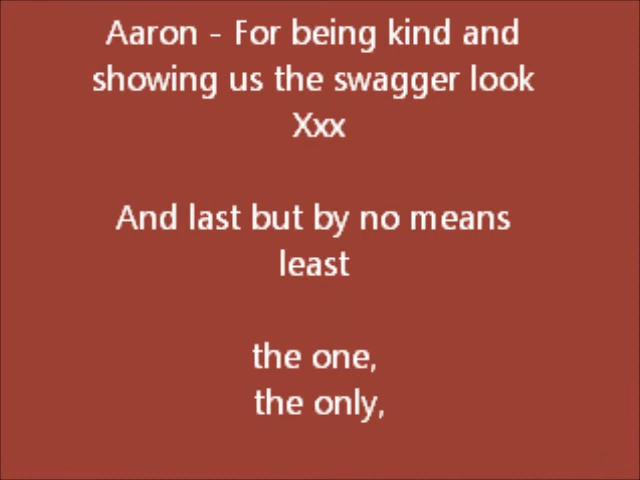 Aaron - For being kind and
showing us the swagger look
Xxx
And last but by no means
least
the one,
the only,